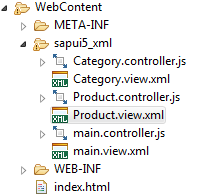 WebContent
META-INF
sapui5_xml
Category.controller.js
Category.view.xml
Product.controller.js
Product.view.xml
main.controller.js
main.view.xml
WEB-INF
index.html